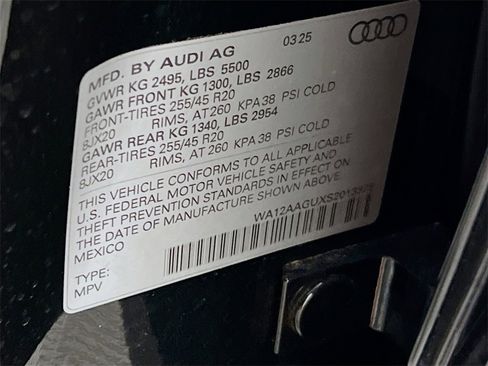 MFD. BY AUDI AG 03 25
GVWR KG 2495, LBS 5500
GAWR FRONT KG 1300, LBS 2866
FRONT-TIRES 255/45 R20
8JX20 RIMS, AT 260 KPA 38 PSI COLD
GAWR REAR KG 1340, LBS 2954
REAR-TIRES 255/45 R20
8JX20 RIMS, AT 260 KPA 38 PSI COLD
THIS VEHICLE CONFORMS TO ALL APPLICABLE
U.S. FEDERAL MOTOR VEHICLE SAFETY AND
THEFT PREVENTION STANDARDS IN EFFECT ON
THE DATE OF MANUFACTURE SHOWN ABOVE.
MEXICO
TYPE:
MPV